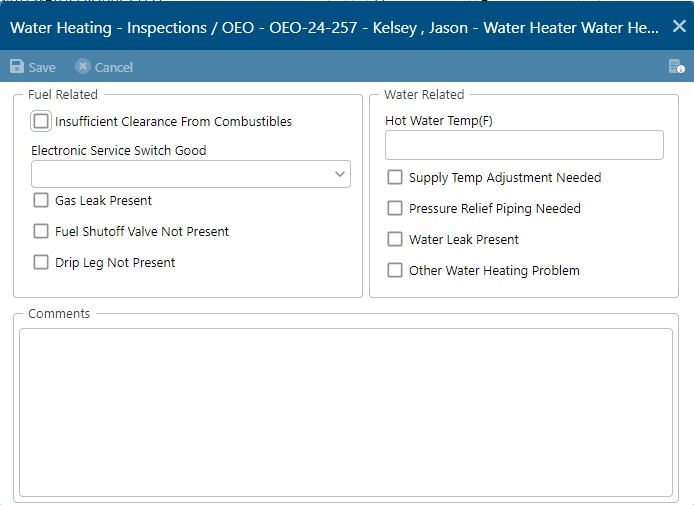 Water Heating - Inspections / OEO - OEO-24-257 - Kelsey , Jason - Water Heater Water He...
Save Cancel
Fuel Related
Insufficient Clearance From Combustibles
Electronic Service Switch Good
Gas Leak Present
Fuel Shutoff Valve Not Present
Drip Leg Not Present
Water Related
Hot Water Temp(F)
Supply Temp Adjustment Needed
Pressure Relief Piping Needed
Water Leak Present
Other Water Heating Problem
Comments